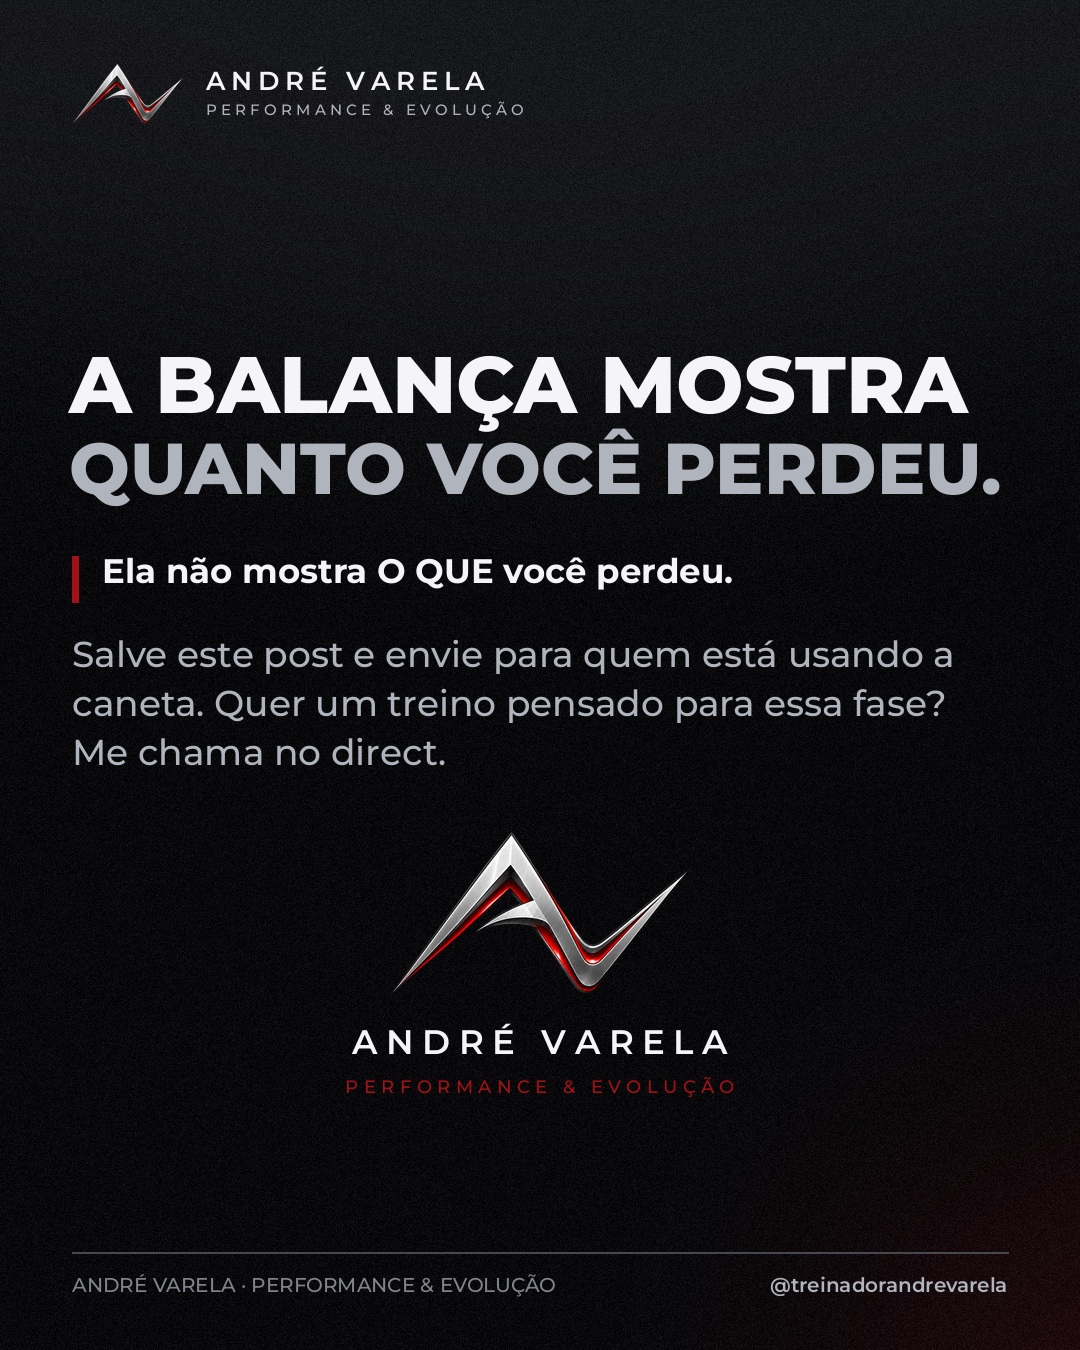 ANDRÉ VARELA
PERFORMANCE & EVOLUÇÃO
A BALANÇA MOSTRA
QUANTO VOCÊ PERDEU.
Ela não mostra O QUE você perdeu.
Salve este post e envie para quem está usando a
caneta. Quer um treino pensado para essa fase?
Me chama no direct.
ANDRÉ VARELA
PERFORMANCE & EVOLUÇÃO
ANDRÉ VARELA · PERFORMANCE & EVOLUÇÃO
@treinadorandrevarela